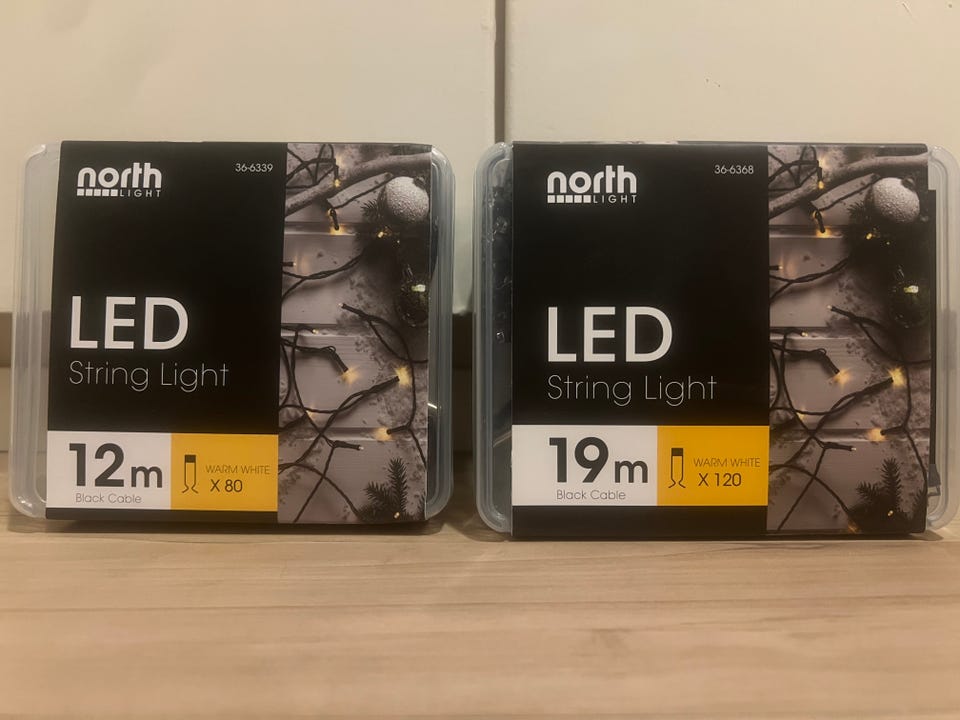 north
LIGHT
36-6339
LED
String Light
12m
Black Cable
WARM WHITE
X 80
north
LIGHT
36-6368
LED
String Light
19m
Black Cable
WARM WHITE
X 120